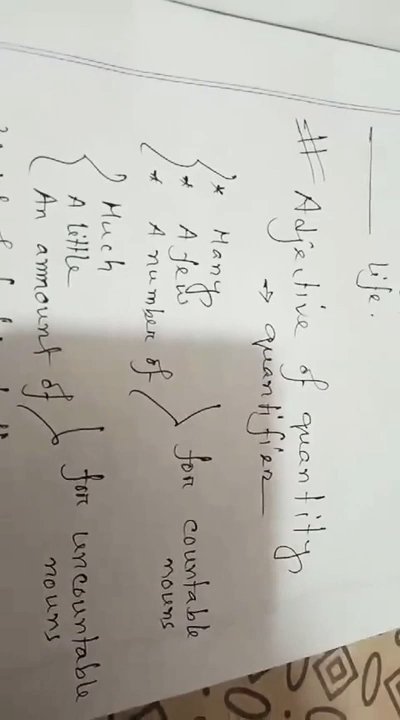 life.
# Adjective of quantity
→ quantifier
* Many
* A few
* A number of
for countable nouns
Much
A little
An ammount of
for uncountable nouns